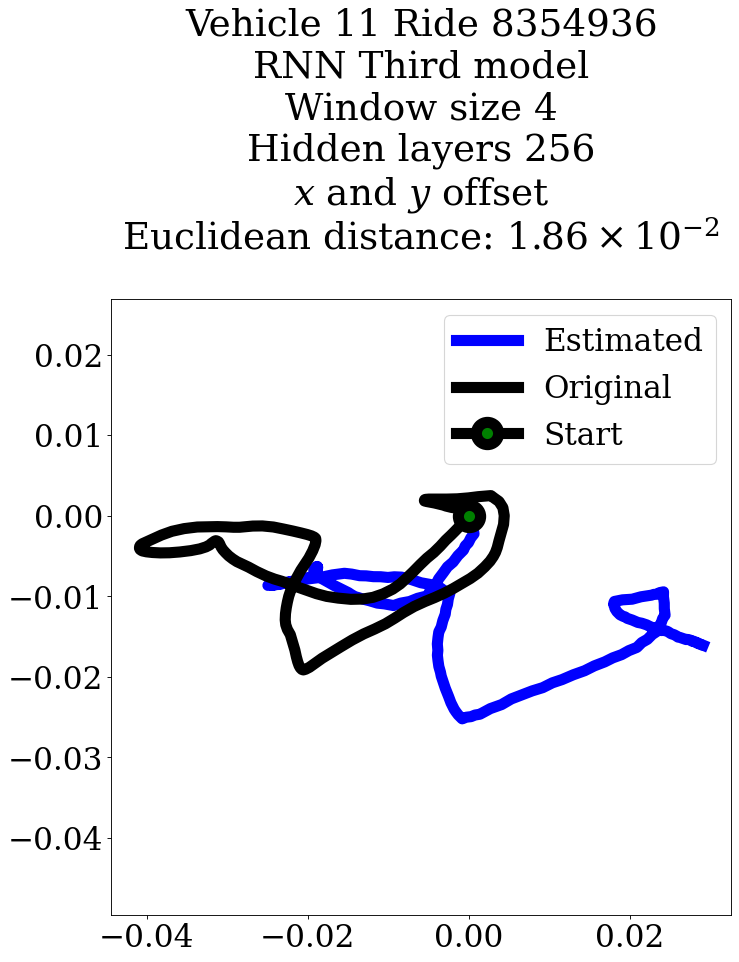 Vehicle 11 Ride 8354936
RNN Third model
Window size 4
Hidden layers 256
x and y offset
Euclidean distance: 1.86 × 10⁻²
Estimated
Original
Start
0.02
0.01
0.00
−0.01
−0.02
−0.03
−0.04
−0.04 −0.02 0.00 0.02